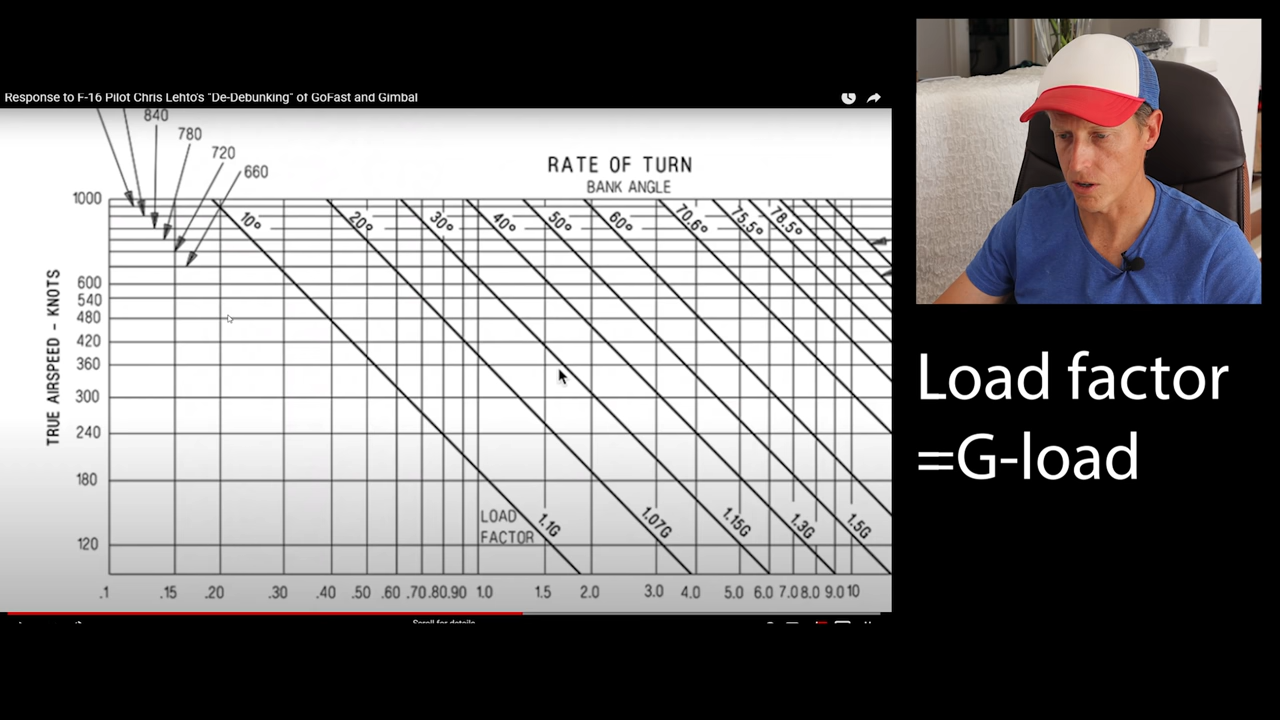 Response to F-16 Pilot Chris Lehto's "De-Debunking" of GoFast and Gimbal
840
780
720
660
RATE OF TURN
BANK ANGLE
1000
10° 20° 30° 40° 50° 60° 70.6° 75.5° 78.5°
600
540
480
420
360
300
240
180
120
TRUE AIRSPEED - KNOTS
LOAD
FACTOR
1.1G 1.07G 1.15G 1.3G 1.5G
.1 .15 .20 .30 .40 .50 .60 .70 .80 .90 1.0 1.5 2.0 3.0 4.0 5.0 6.0 7.0 8.0 9.0 10
Scroll for details
Load factor
=G-load